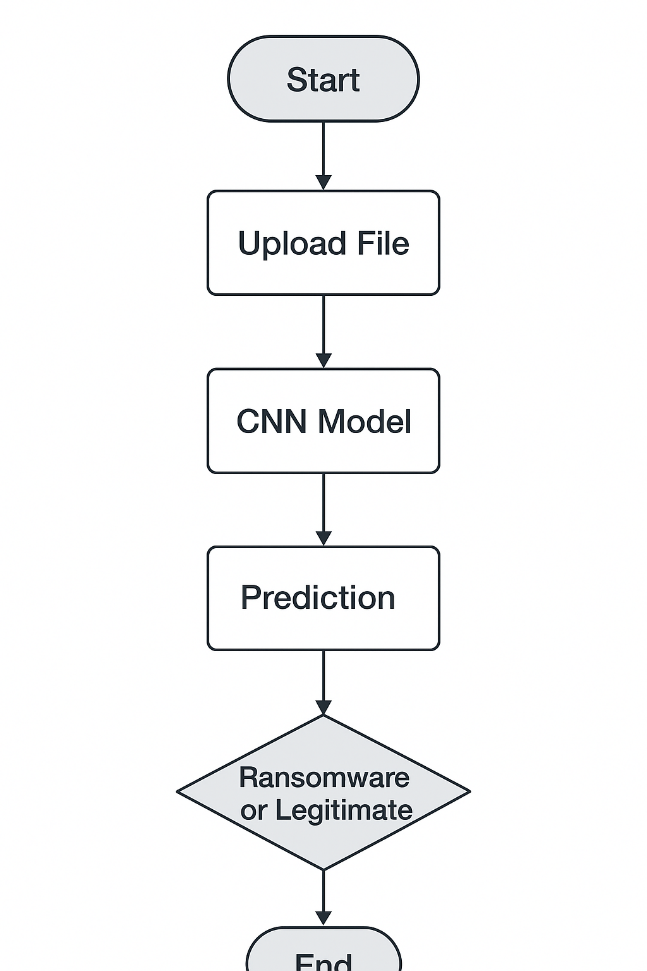 Start
Upload File
CNN Model
Prediction
Ransomware
or Legitimate
End